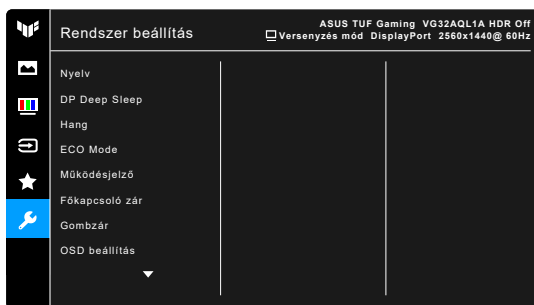 Rendszer beállítás
ASUS TUF Gaming VG32AQL1A HDR Off
Versenyzés mód DisplayPort 2560x1440@ 60Hz
Nyelv
DP Deep Sleep
Hang
ECO Mode
Működésjelző
Főkapcsoló zár
Gombzár
OSD beállítás